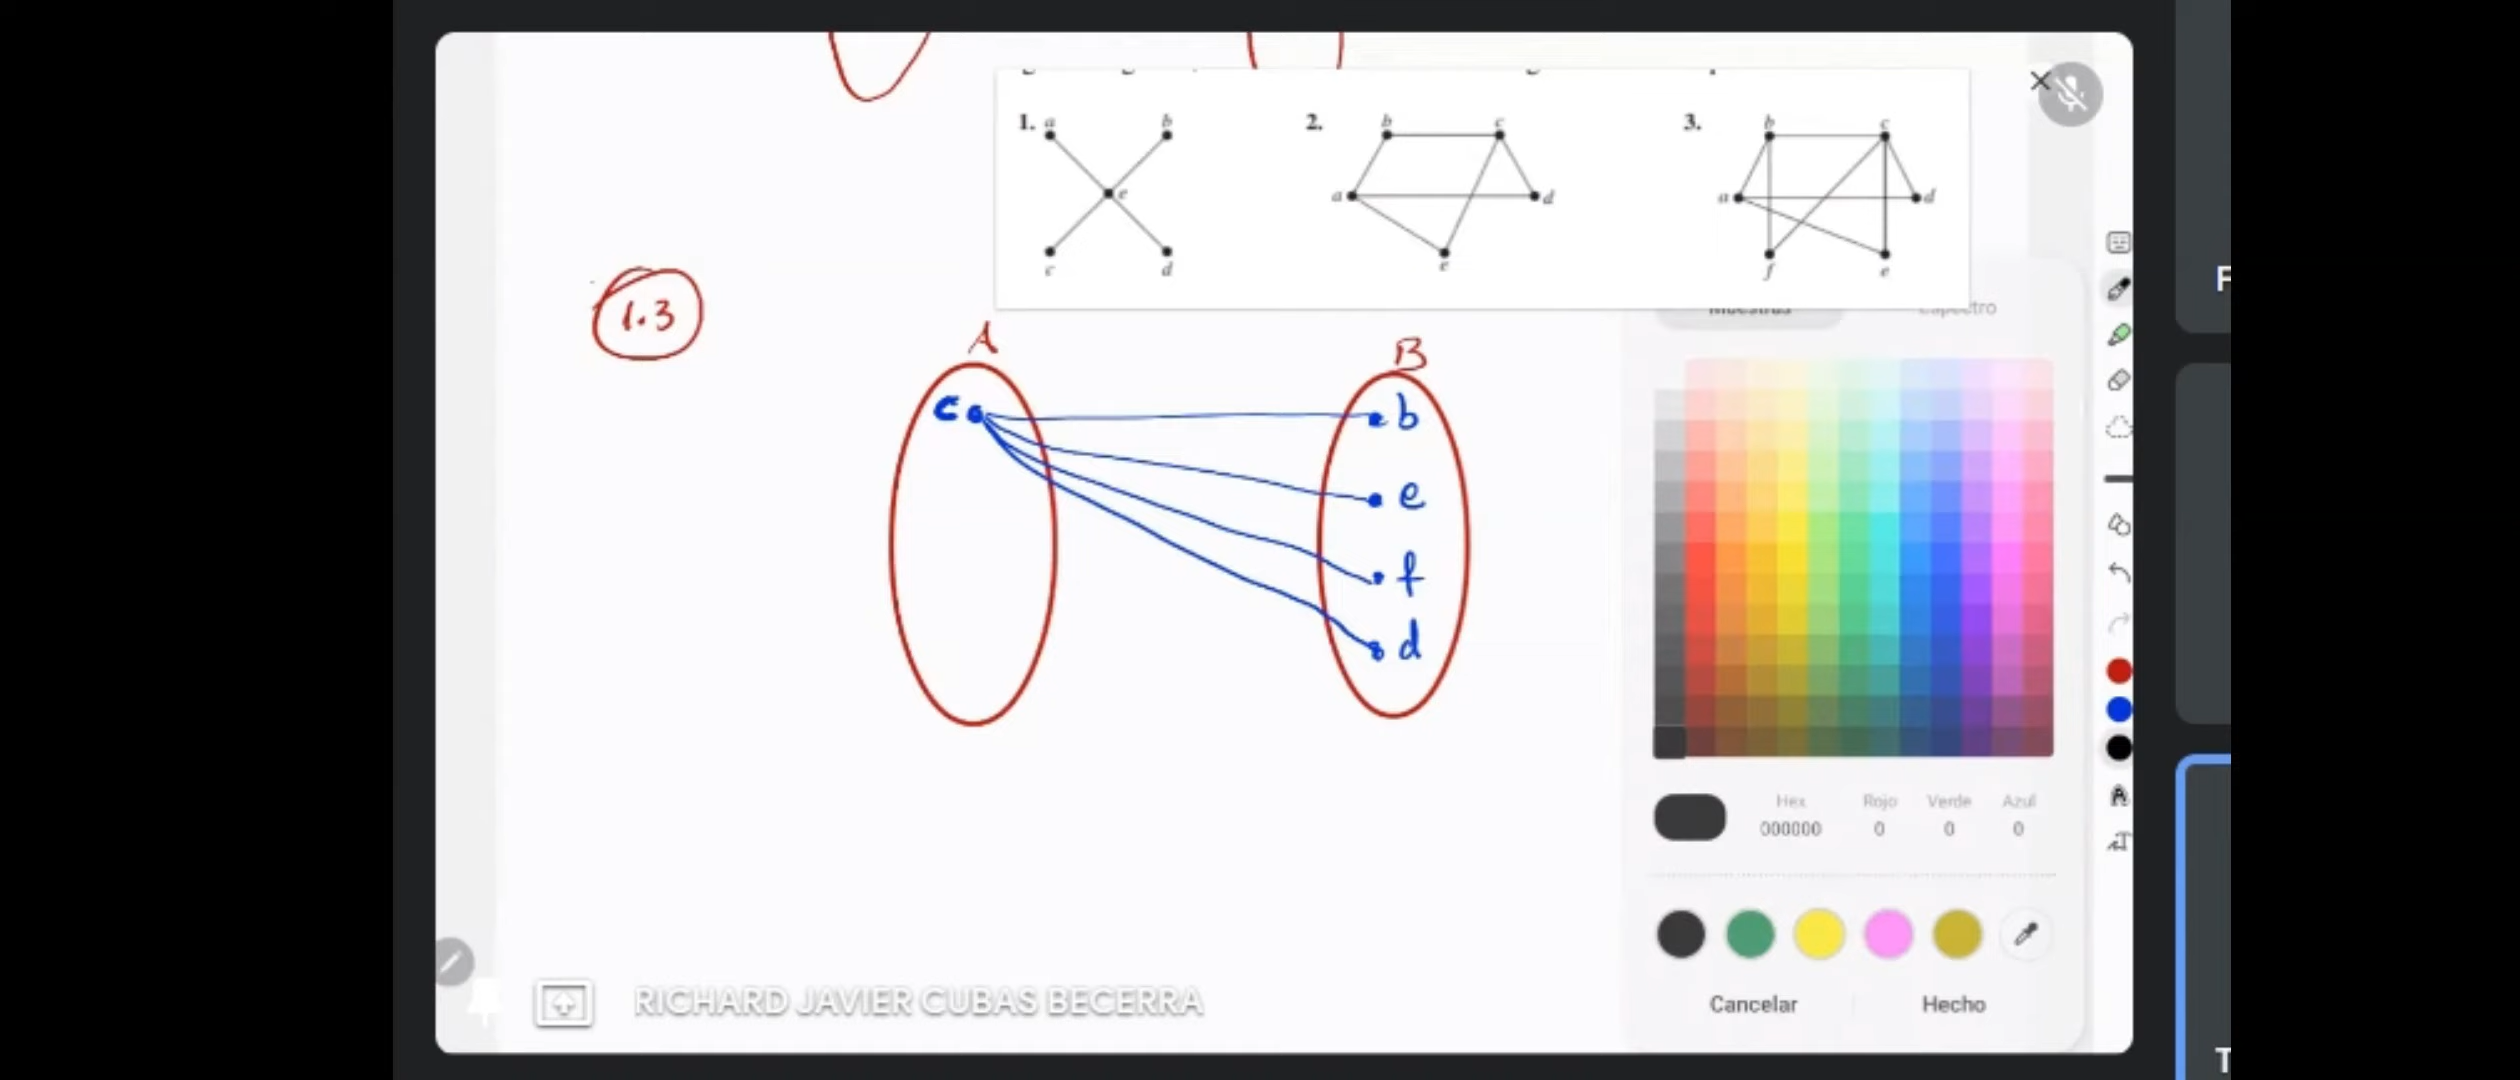 1. a b
e
c d
2. b c
a d
e
3. b c
a d
f e
1.3
A
B
c
b
e
f
d
Espectro
Hex Rojo Verde Azul
000000 0 0 0
Cancelar Hecho
RICHARD JAVIER CUBAS BECERRA
F
T